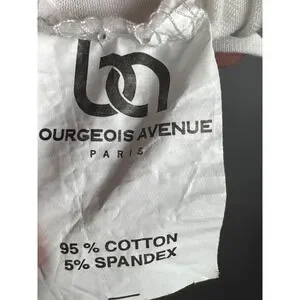 OURGEOIS AVENUE
PARIS
95 % COTTON
5% SPANDEX